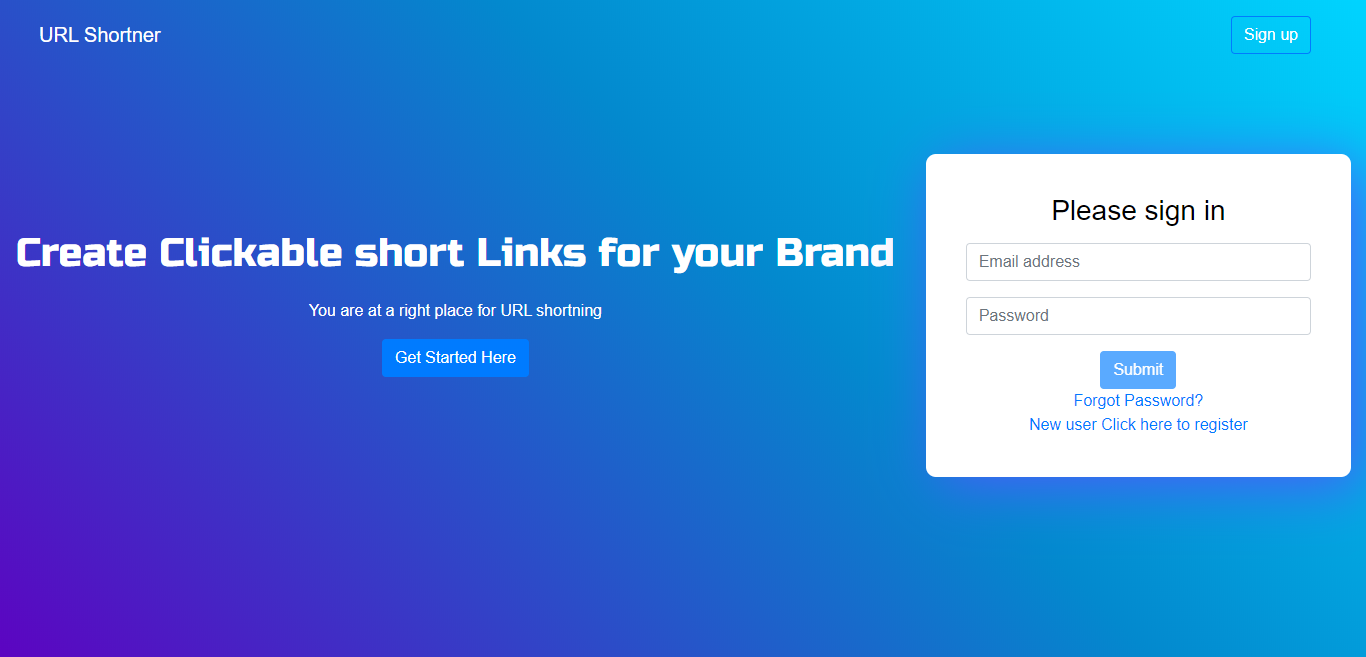 URL Shortner
Sign up
Create Clickable short Links for your Brand
You are at a right place for URL shortning
Get Started Here
Please sign in
Email address
Password
Submit
Forgot Password?
New user Click here to register